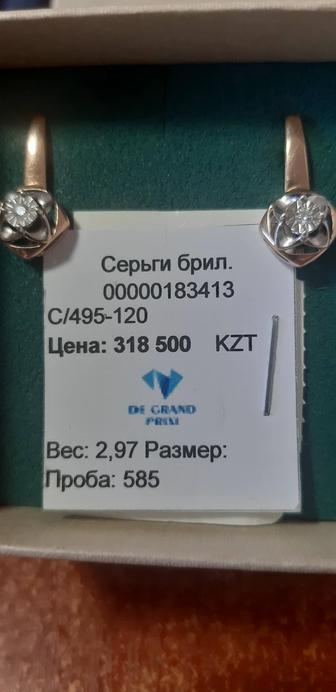 Серьги брил.
00000183413
С/495-120
Цена: 318 500 KZT
DE GRAND
PRIX!
Вес: 2,97 Размер:
Проба: 585